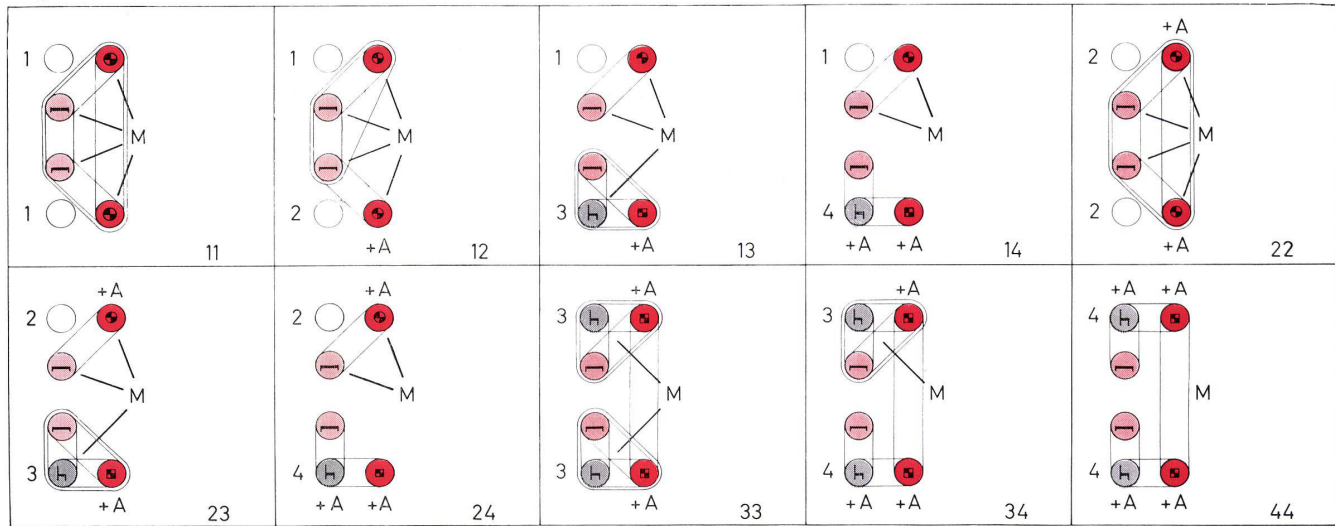 1 M 1 11
1 M 2 +A 12
1 M 3 +A 13
1 M 4 +A +A 14
+A 2 M 2 +A 22
+A 2 M 3 +A 23
+A 2 M 4 +A +A 24
+A 3 M 3 +A 33
+A 3 M 4 +A +A 34
+A +A 4 M 4 +A +A 44